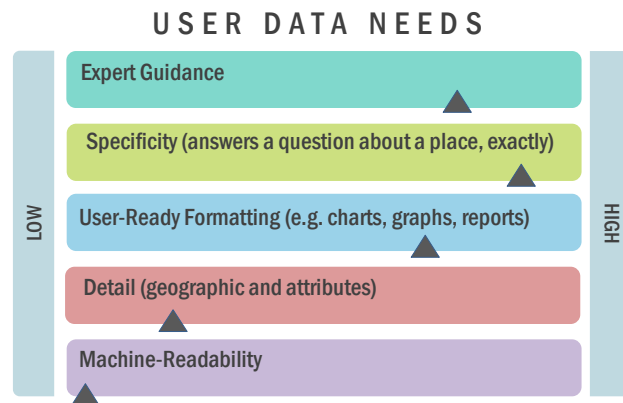 USER DATA NEEDS
Expert Guidance
Specificity (answers a question about a place, exactly)
LOW
User-Ready Formatting (e.g. charts, graphs, reports)
HIGH
Detail (geographic and attributes)
Machine-Readability